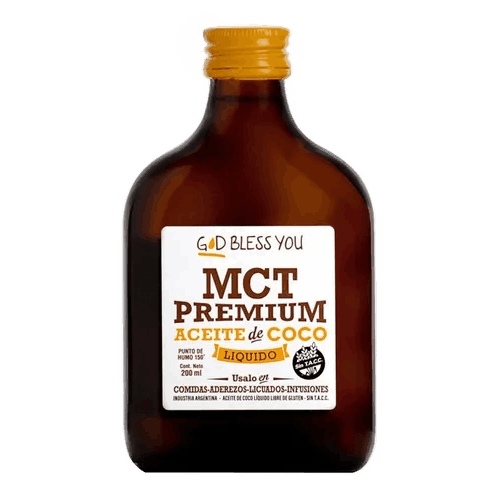 GOD BLESS YOU
MCT
PREMIUM
ACEITE de COCO
LIQUIDO
PUNTO DE
HUMO 150°
Cont. Neto
200 ml
Sin T.A.C.C.
Usalo en
COMIDAS-ADEREZOS-LICUADOS-INFUSIONES
INDUSTRIA ARGENTINA - ACEITE DE COCO LÍQUIDO LIBRE DE GLUTEN - SIN T.A.C.C.